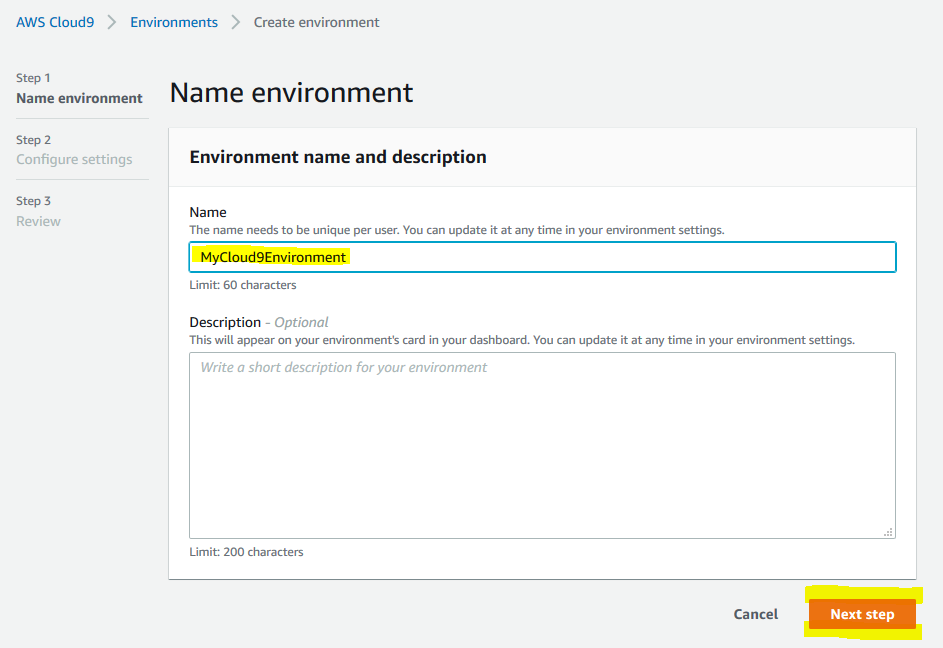 AWS Cloud9 > Environments > Create environment
Step 1
Name environment
Step 2
Configure settings
Step 3
Review
Name environment
Environment name and description
Name
The name needs to be unique per user. You can update it at any time in your environment settings.
MyCloud9Environment
Limit: 60 characters
Description - Optional
This will appear on your environment's card in your dashboard. You can update it at any time in your environment settings.
Write a short description for your environment
Limit: 200 characters
Cancel Next step